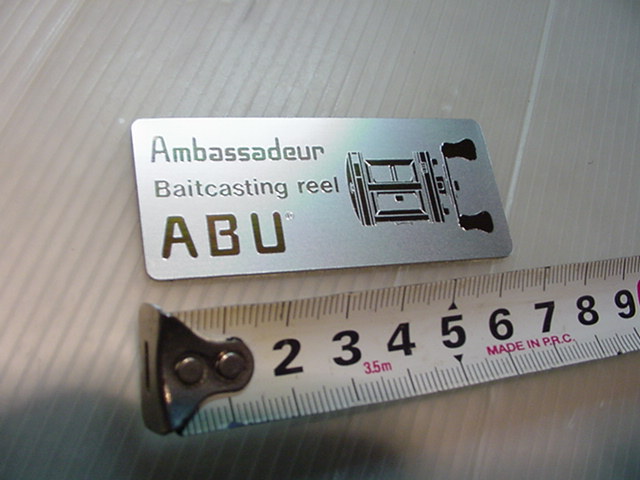 Ambassadeur
Baitcasting reel
ABU®
2 3 4 5 6 7 8 9
3.5m
MADE IN P.R.C.